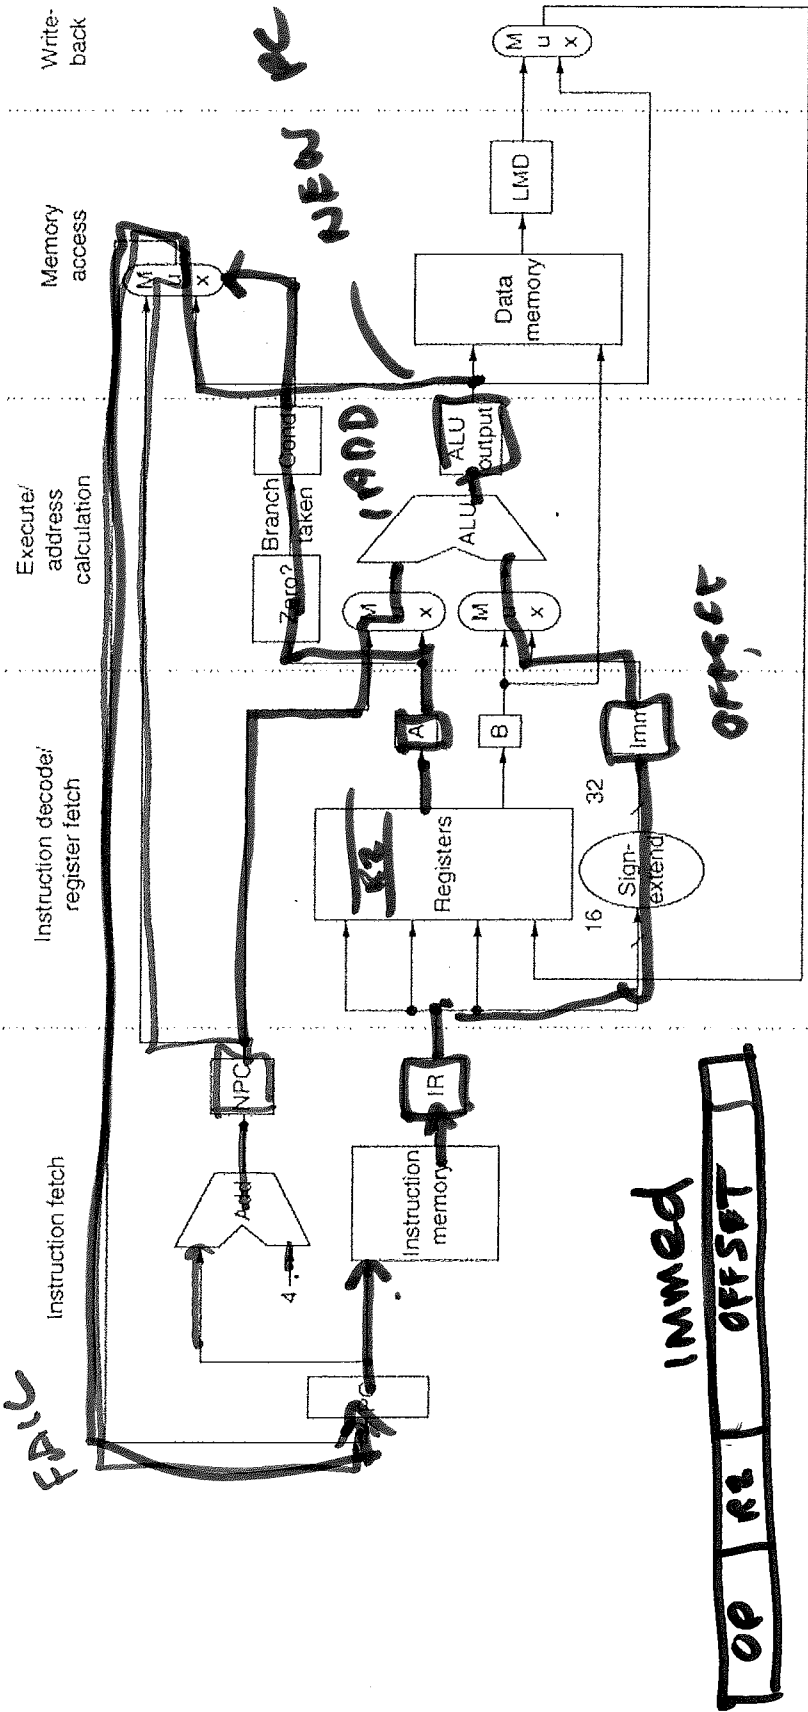 Instruction fetch
Instruction decode/
register fetch
Execute/
address
calculation
Memory
access
Write-
back
Add
4
NPC
PC
Instruction
memory
IR
R2
Registers
A
B
16
Sign-
extend
32
Imm
OFFSET
Zero?
Branch
taken
Cond
M
u
x
M
u
x
M
u
x
IADD
ALU
ALU
output
NEW PC
Data
memory
LMD
M
u
x
Immed
OP R2 OFFSET